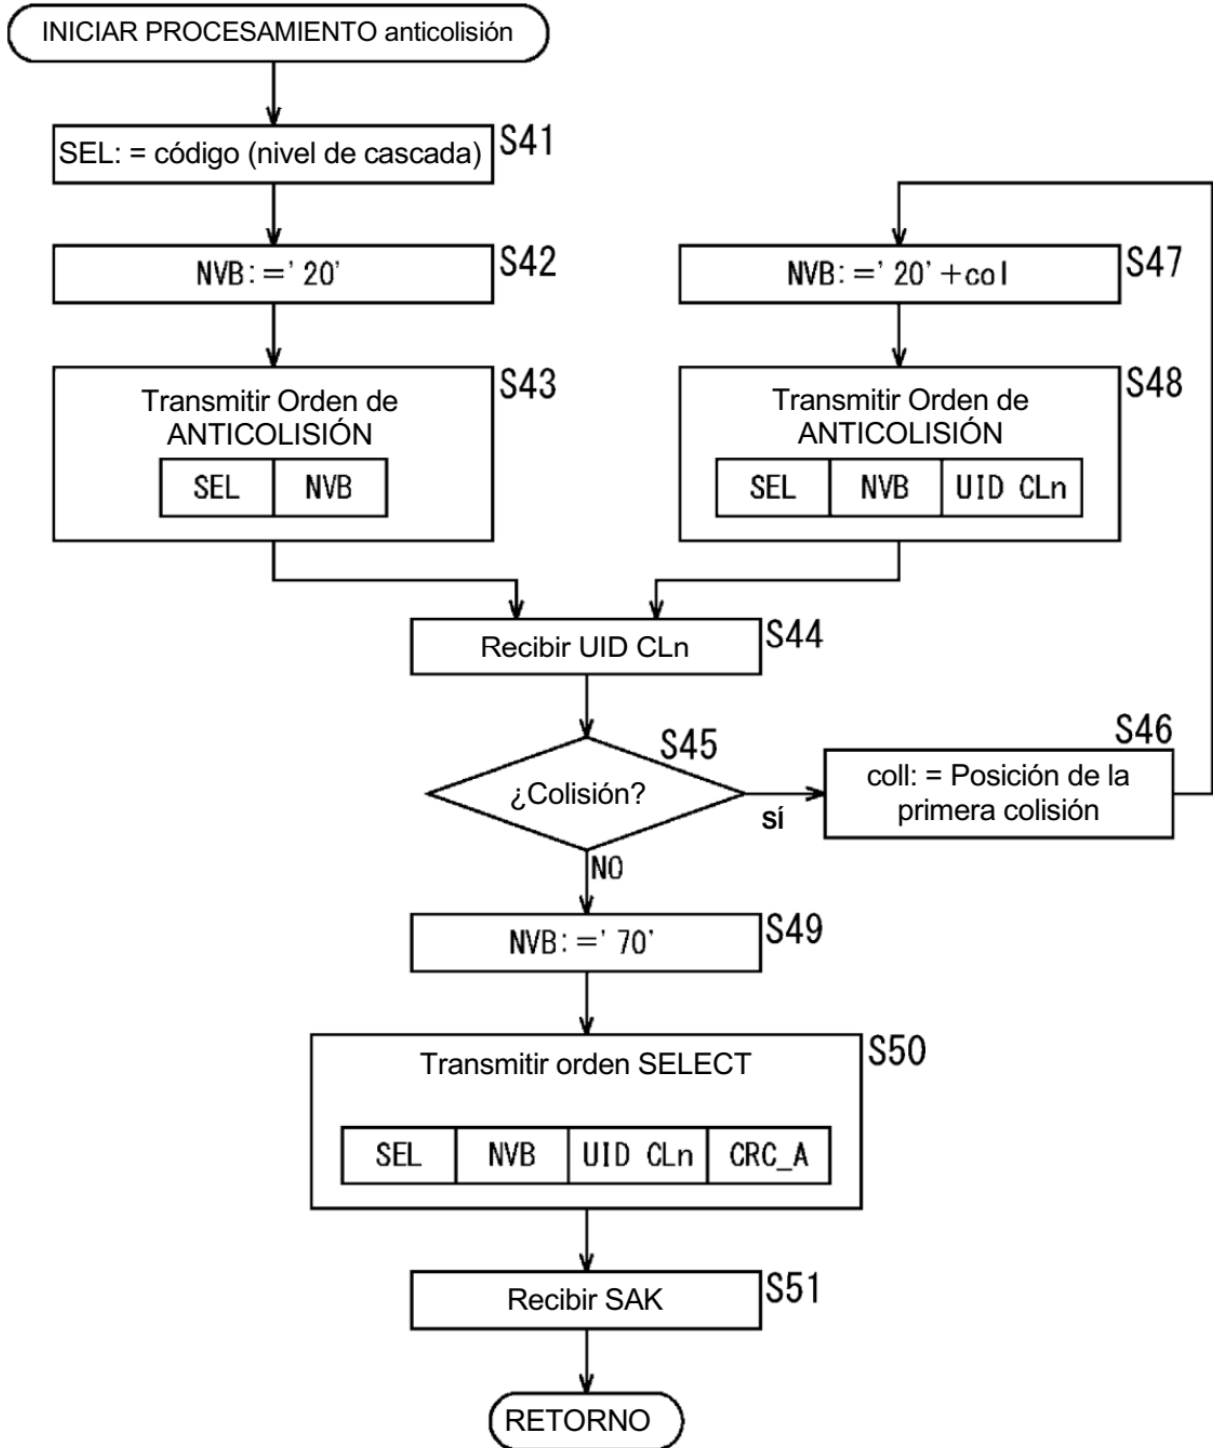 INICIAR PROCESAMIENTO anticolisión
SEL: = código (nivel de cascada)
S41
NVB:='20'
S42
Transmitir Orden de
ANTICOLISIÓN
SEL NVB
S43
NVB:='20'+col
S47
Transmitir Orden de
ANTICOLISIÓN
SEL NVB UID CLn
S48
Recibir UID CLn
S44
¿Colisión?
S45
SÍ
NO
coll: = Posición de la
primera colisión
S46
NVB:='70'
S49
Transmitir orden SELECT
SEL NVB UID CLn CRC_A
S50
Recibir SAK
S51
RETORNO